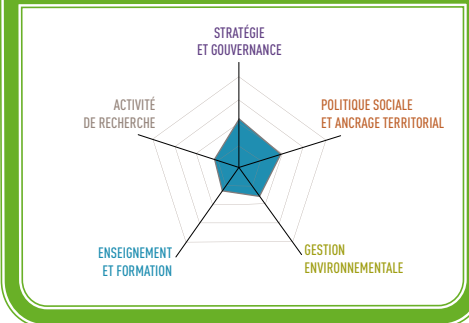 STRATÉGIE
ET GOUVERNANCE
ACTIVITÉ
DE RECHERCHE
POLITIQUE SOCIALE
ET ANCRAGE TERRITORIAL
ENSEIGNEMENT
ET FORMATION
GESTION
ENVIRONNEMENTALE